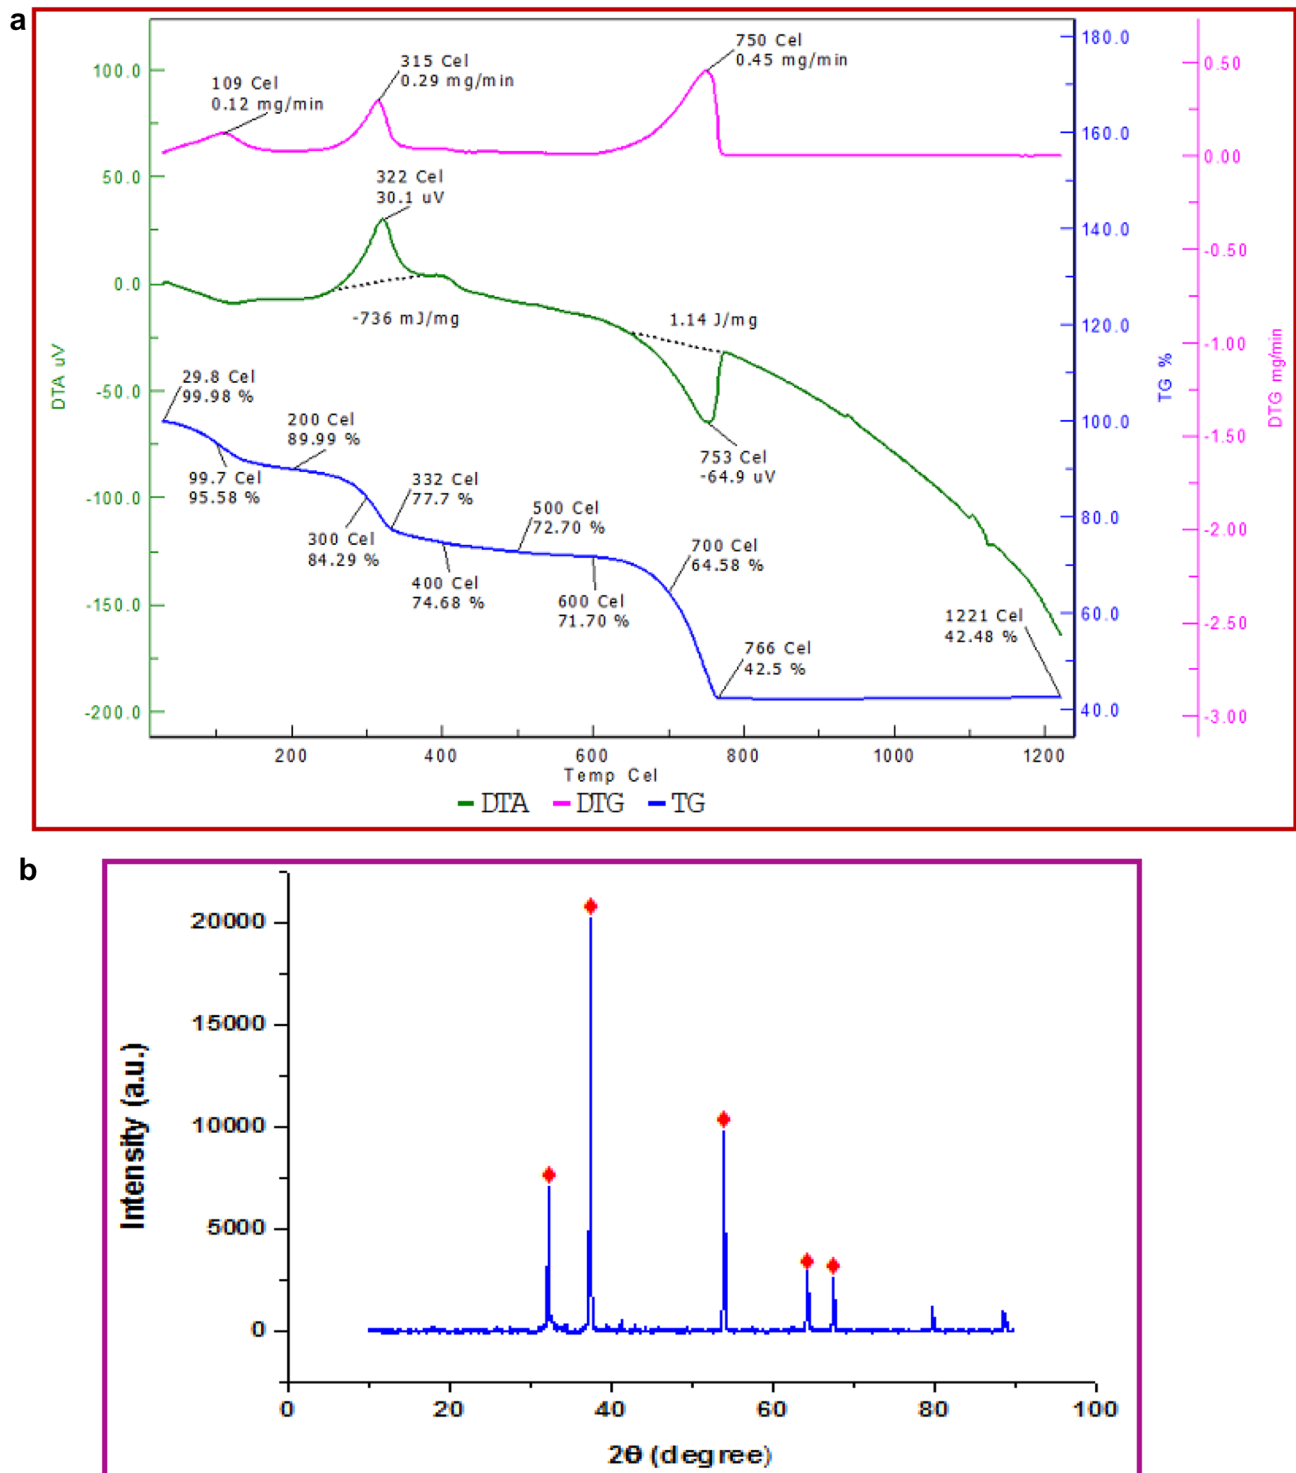 a
109 Cel
0.12 mg/min
315 Cel
0.29 mg/min
750 Cel
0.45 mg/min
322 Cel
30.1 uV
-736 mJ/mg
1.14 J/mg
753 Cel
-64.9 uV
29.8 Cel
99.98 %
99.7 Cel
95.58 %
200 Cel
89.99 %
300 Cel
84.29 %
332 Cel
77.7 %
400 Cel
74.68 %
500 Cel
72.70 %
600 Cel
71.70 %
700 Cel
64.58 %
766 Cel
42.5 %
1221 Cel
42.48 %
100.0
50.0
0.0
-50.0
-100.0
-150.0
-200.0
DTA uV
180.0
160.0
140.0
120.0
100.0
80.0
60.0
40.0
TG %
0.50
0.00
-0.50
-1.00
-1.50
-2.00
-2.50
-3.00
DTG mg/min
200
400
600
800
1000
1200
Temp Cel
DTA
DTG
TG
b
20000
15000
10000
5000
0
Intensity (a.u.)
0
20
40
60
80
100
2θ (degree)